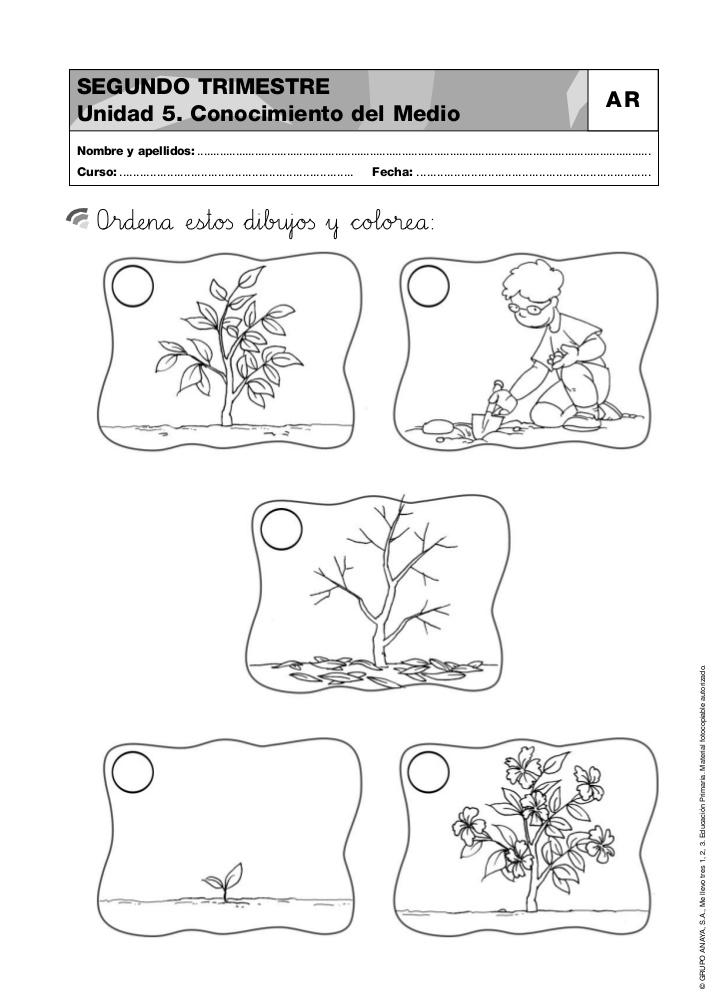 SEGUNDO TRIMESTRE
Unidad 5. Conocimiento del Medio
AR
Nombre y apellidos:
Curso: Fecha:
Ordena estos dibujos y colorea:
© GRUPO ANAYA, S.A., Me llevo tres 1, 2, 3. Educación Primaria. Material fotocopiable autorizado.